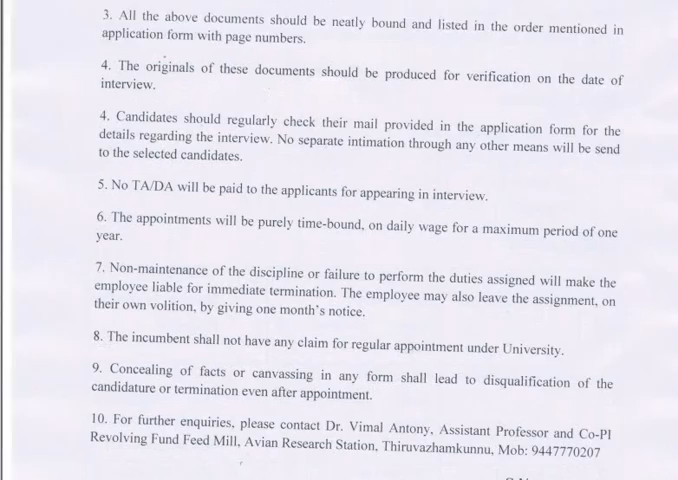 3. All the above documents should be neatly bound and listed in the order mentioned in
application form with page numbers.
4. The originals of these documents should be produced for verification on the date of
interview.
4. Candidates should regularly check their mail provided in the application form for the
details regarding the interview. No separate intimation through any other means will be send
to the selected candidates.
5. No TA/DA will be paid to the applicants for appearing in interview.
6. The appointments will be purely time-bound, on daily wage for a maximum period of one
year.
7. Non-maintenance of the discipline or failure to perform the duties assigned will make the
employee liable for immediate termination. The employee may also leave the assignment, on
their own volition, by giving one month's notice.
8. The incumbent shall not have any claim for regular appointment under University.
9. Concealing of facts or canvassing in any form shall lead to disqualification of the
candidature or termination even after appointment.
10. For further enquiries, please contact Dr. Vimal Antony, Assistant Professor and Co-PI
Revolving Fund Feed Mill, Avian Research Station, Thiruvazhamkunnu, Mob: 9447770207